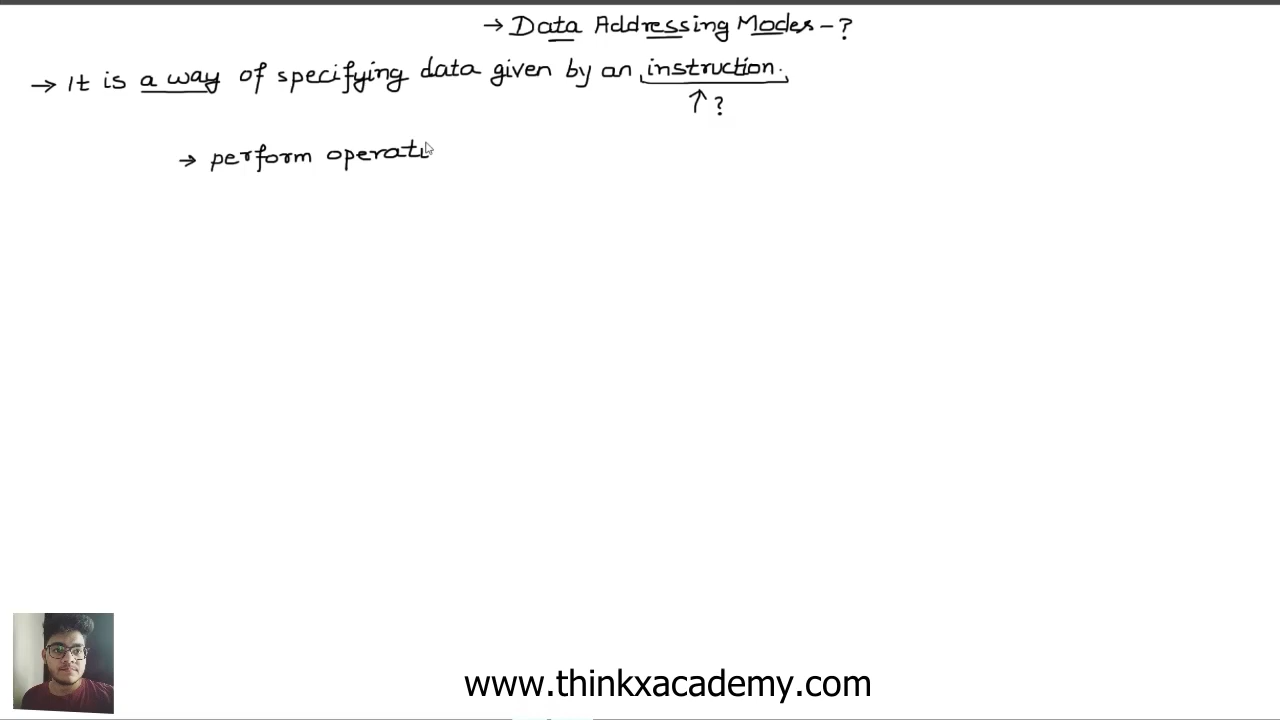 → Data Addressing Modes - ?
→ It is a way of specifying data given by an instruction.
↑ ?
→ perform operati
www.thinkxacademy.com